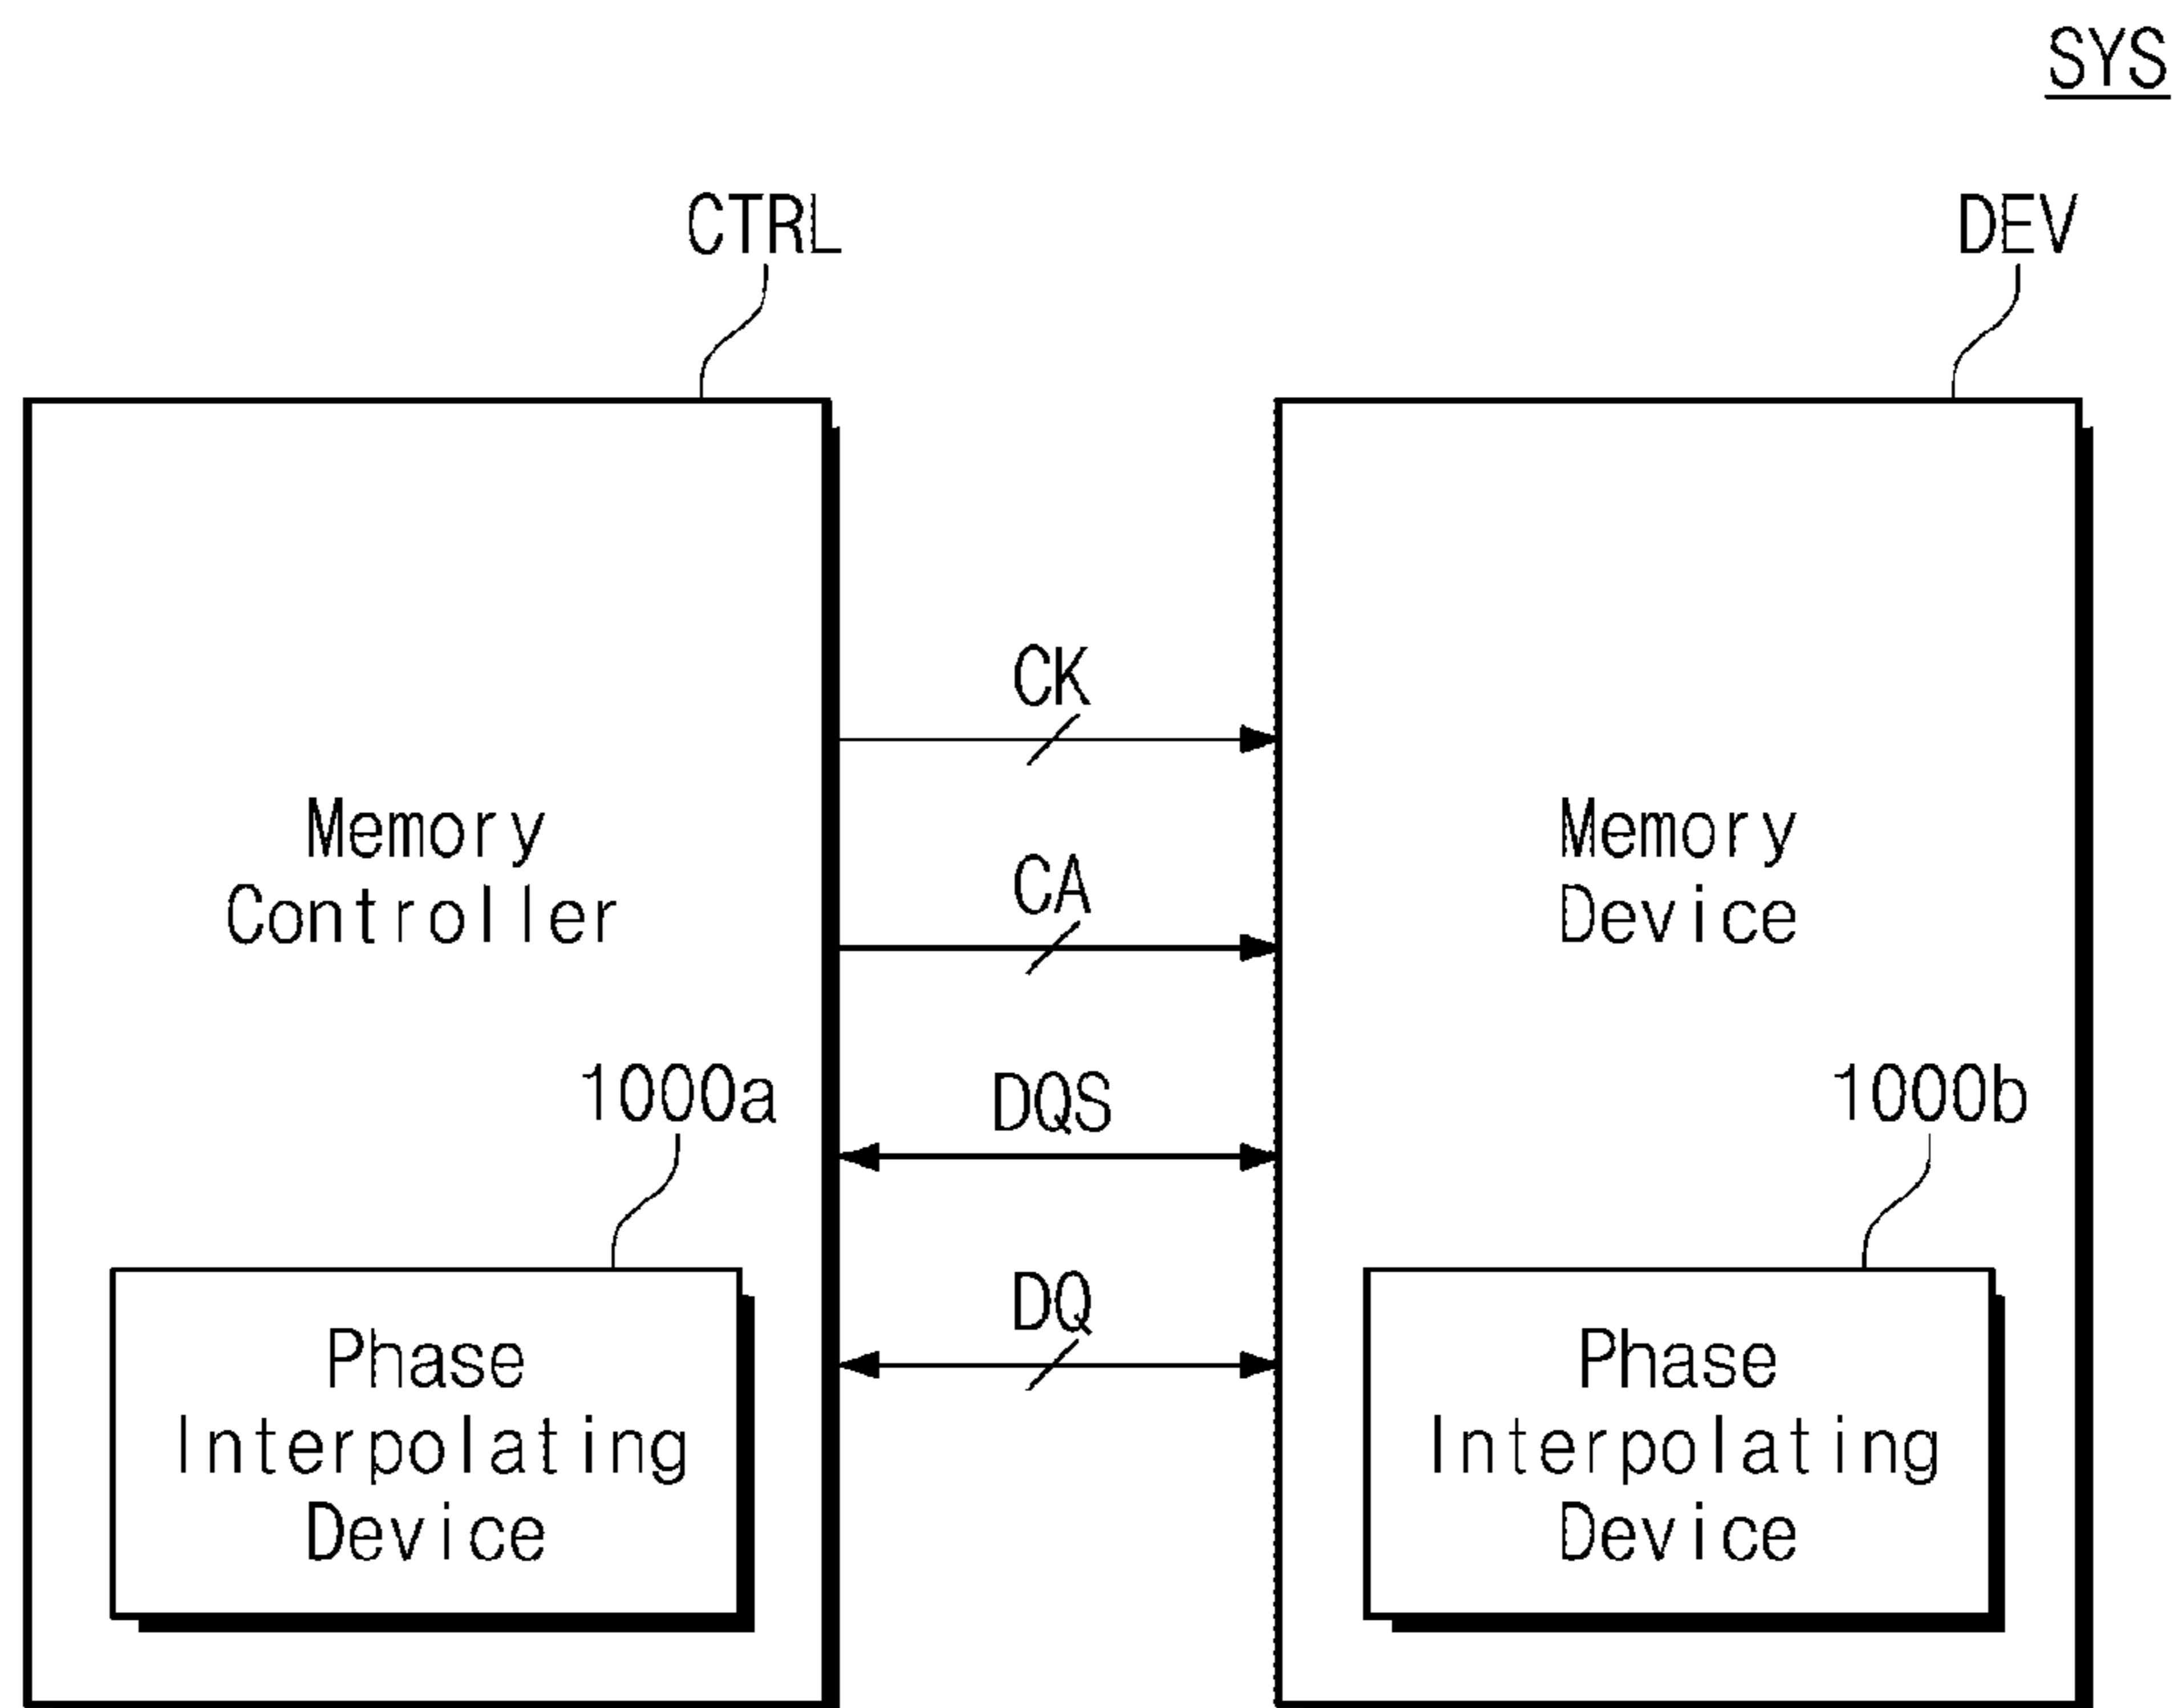 SYS
CTRL
DEV
CK
Memory
Controller
Memory
Device
CA
1000a
DQS
1000b
DQ
Phase
Interpolating
Device
Phase
Interpolating
Device